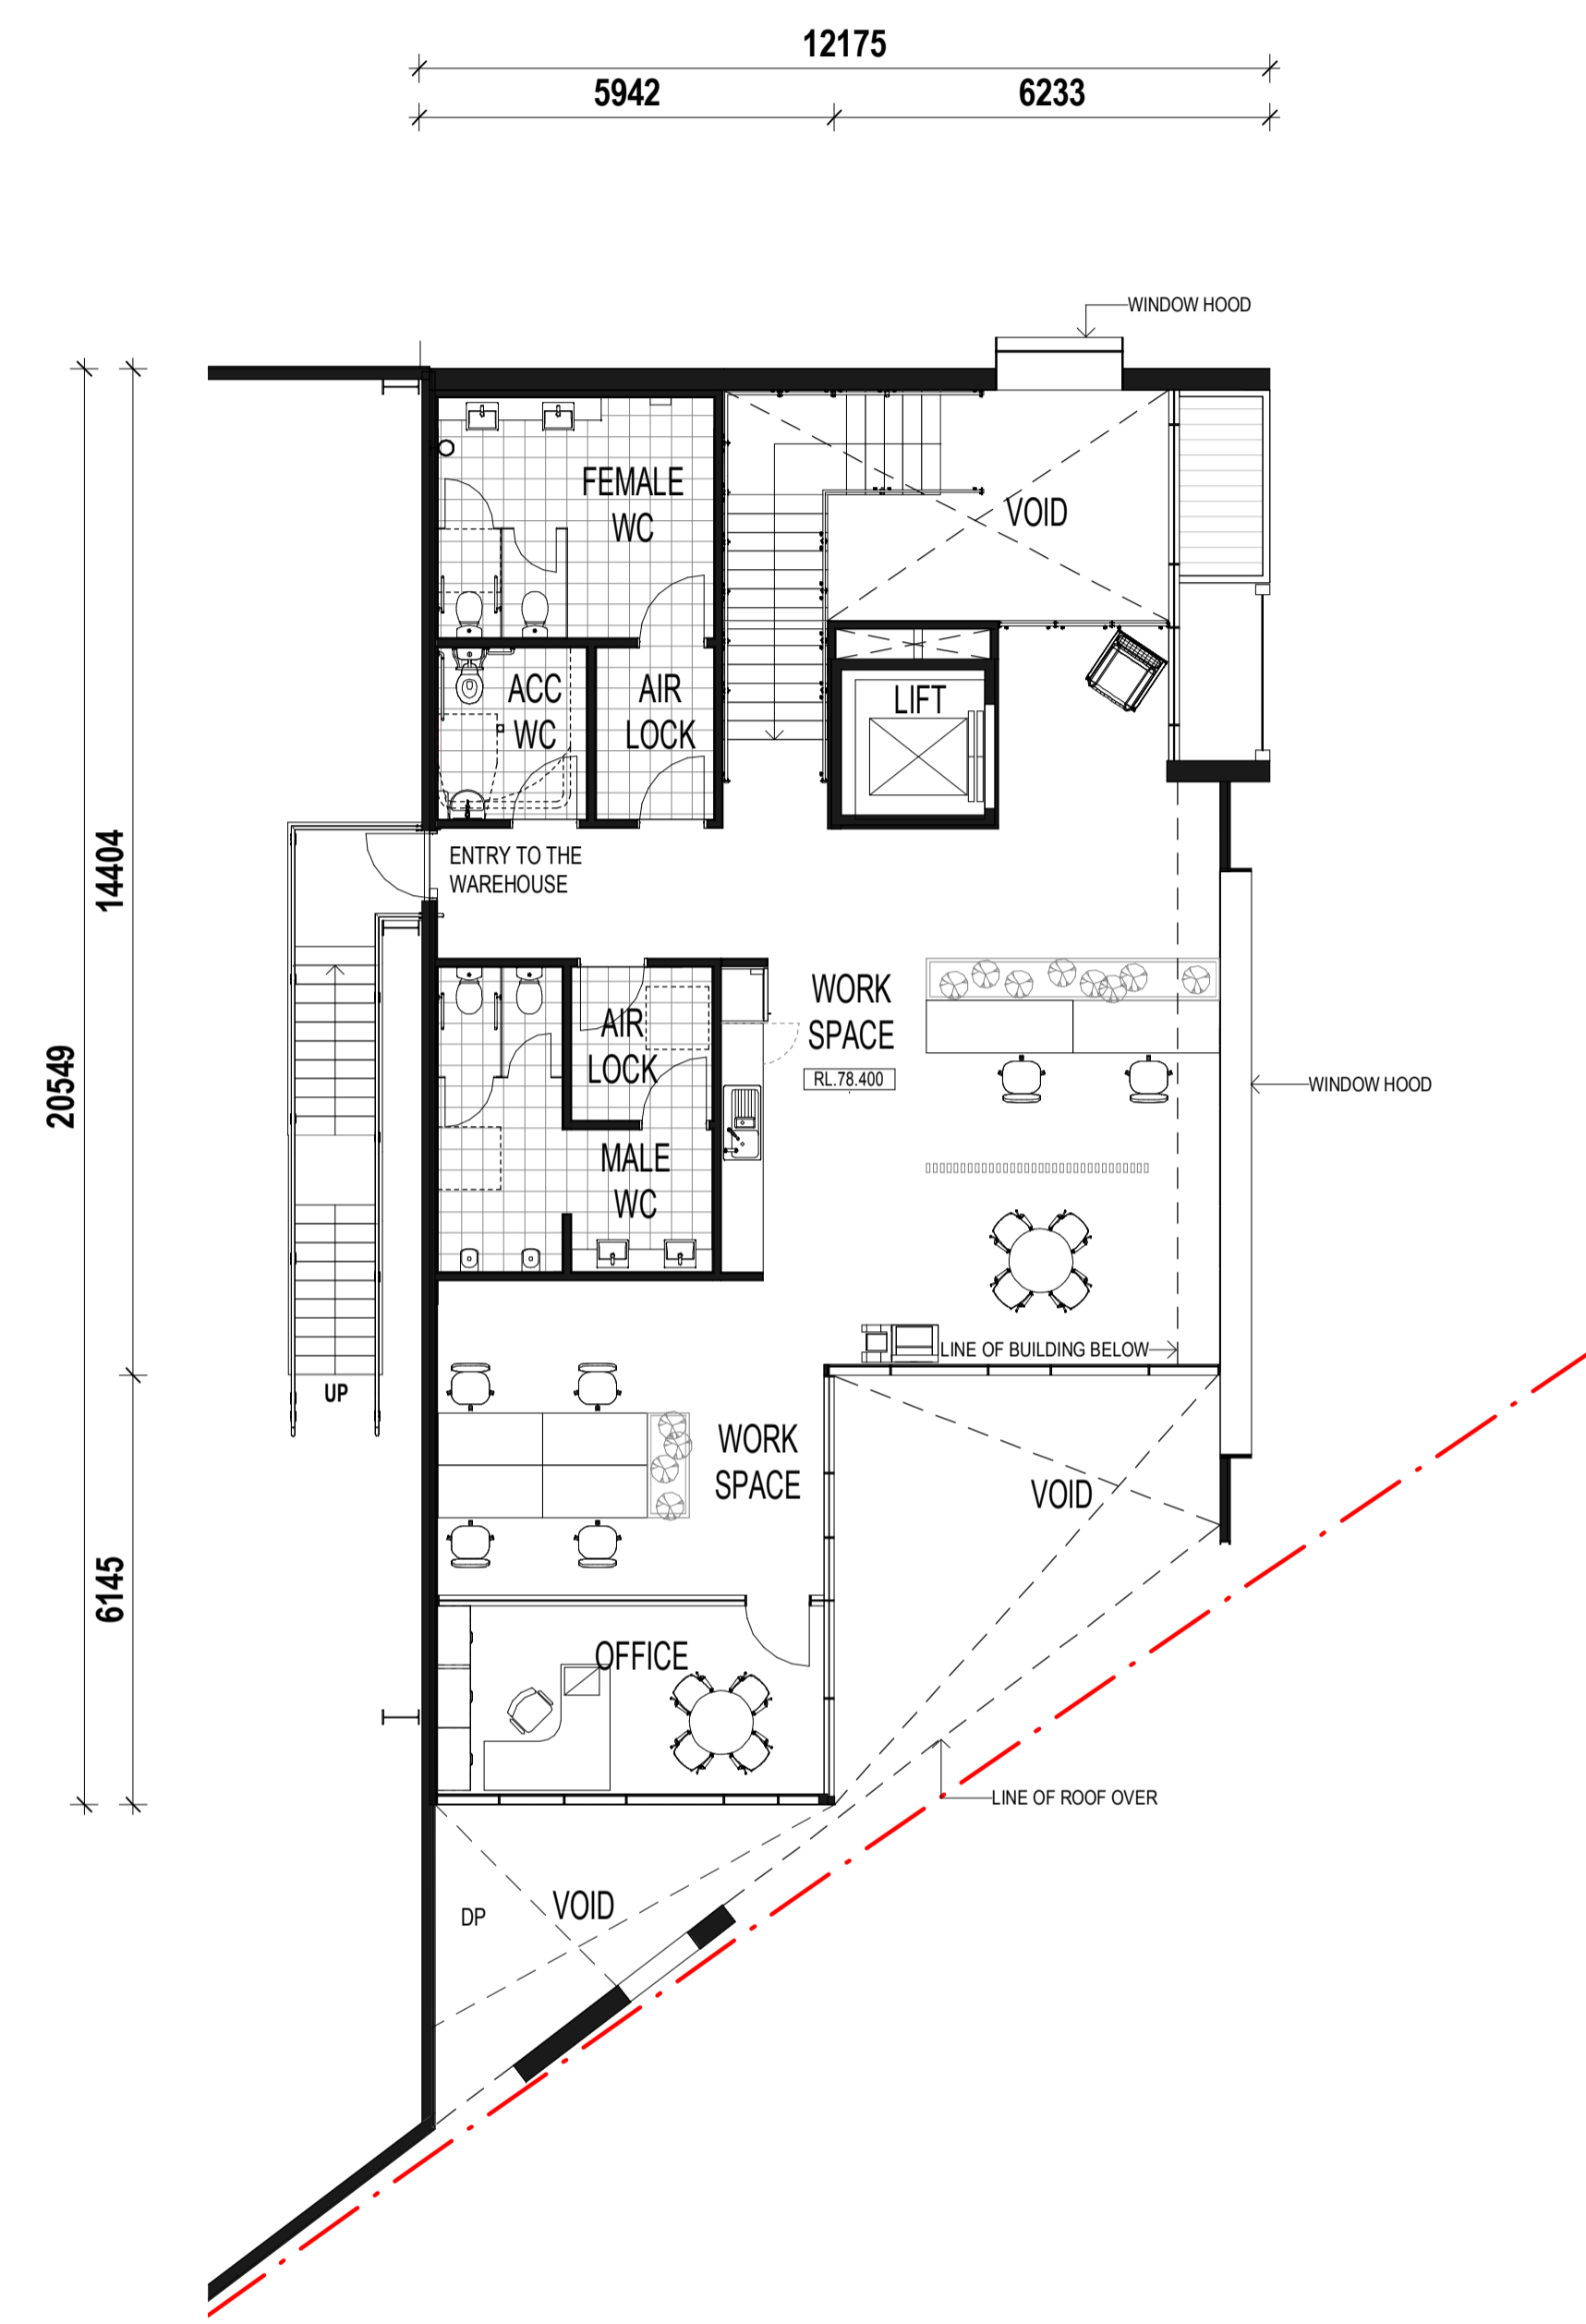 12175
5942
6233
WINDOW HOOD
FEMALE
WC
VOID
ACC
WC
AIR
LOCK
LIFT
14404
ENTRY TO THE
WAREHOUSE
WORK
SPACE
RL.78.400
AIR
LOCK
20549
WINDOW HOOD
MALE
WC
LINE OF BUILDING BELOW
UP
WORK
SPACE
VOID
6145
OFFICE
LINE OF ROOF OVER
DP
VOID